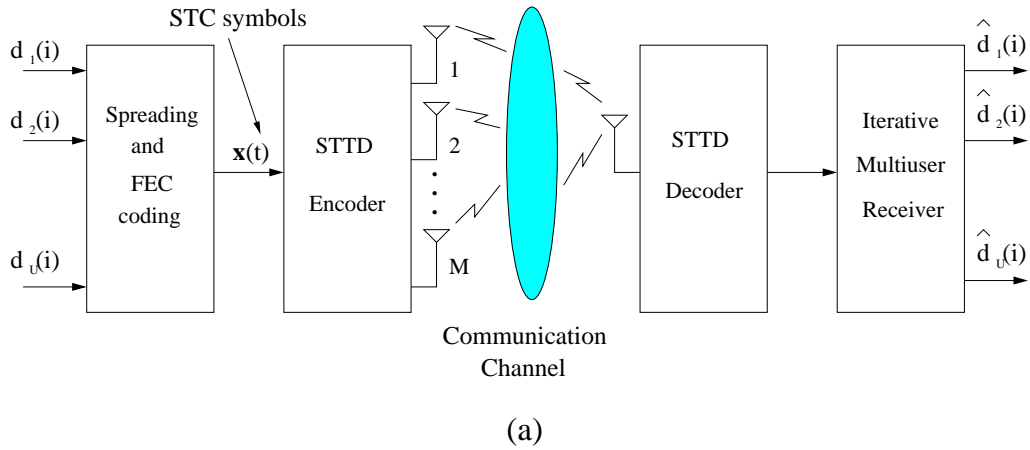 STC symbols
d 1(i)
d 2(i)
d U(i)
Spreading
and
FEC
coding
x(t)
STTD
Encoder
1
2
M
Communication
Channel
STTD
Decoder
Iterative
Multiuser
Receiver
^
d 1(i)
^
d 2(i)
^
d U(i)
(a)